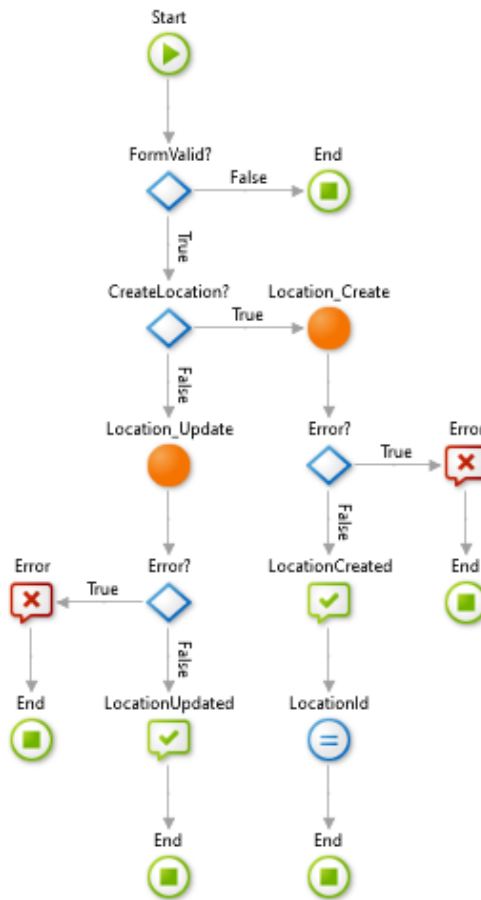 Start
FormValid?
End
False
True
CreateLocation?
Location_Create
True
False
Location_Update
Error?
Error
True
False
Error
Error?
True
LocationCreated
End
False
End
LocationUpdated
LocationId
End
End